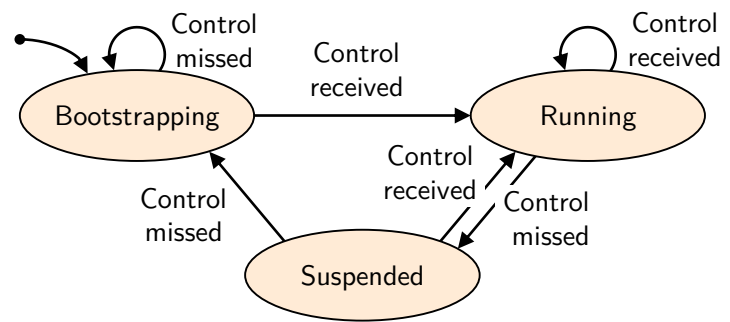 Control
missed
Control
received
Control
received
Bootstrapping
Running
Control
received
Control
missed
Control
missed
Suspended